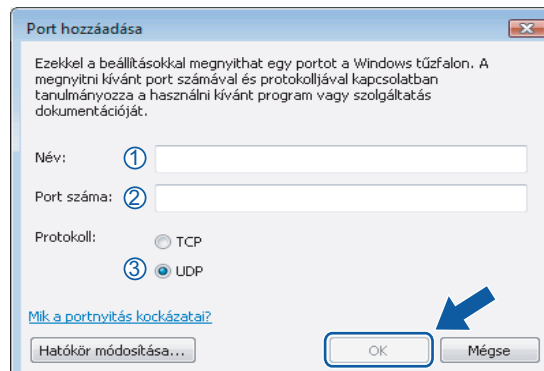 Port hozzáadása
Ezekkel a beállításokkal megnyithat egy portot a Windows tűzfalon. A
megnyitni kívánt port számával és protokolljával kapcsolatban
tanulmányozza a használni kívánt program vagy szolgáltatás
dokumentációját.
Név: ①
Port száma: ②
Protokoll: TCP
③ UDP
Mik a portnyitás kockázatai?
Hatókör módosítása... OK Mégse